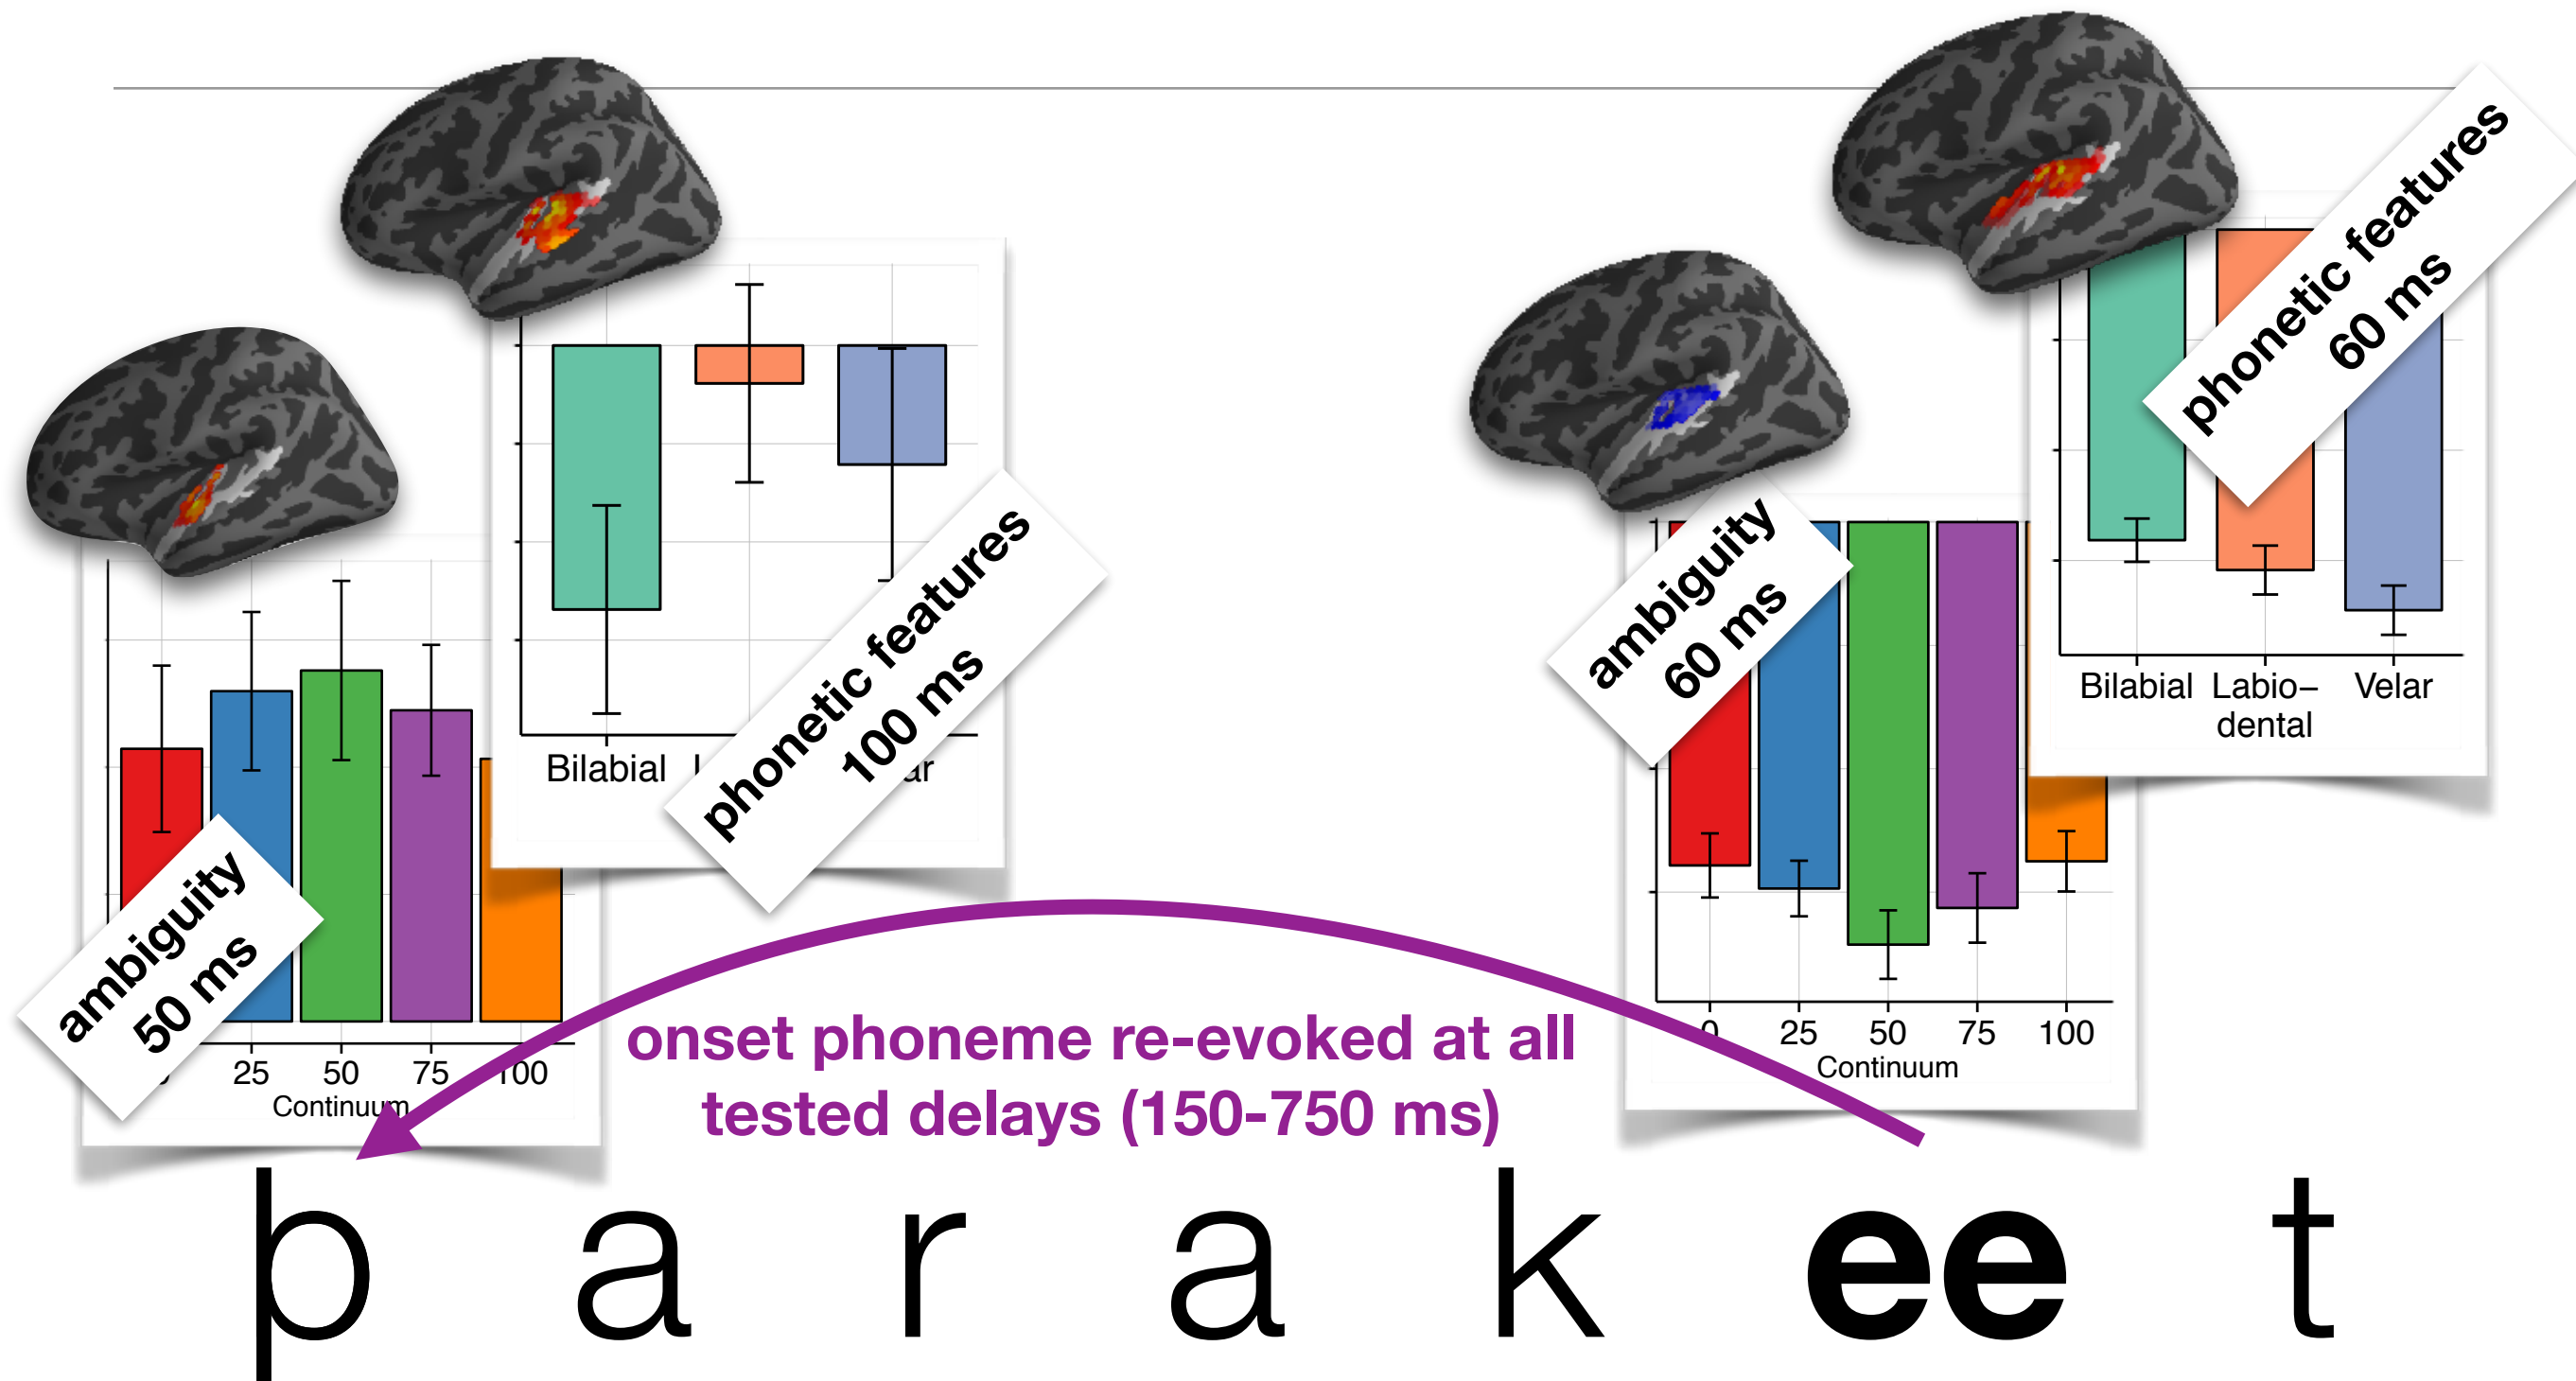 phonetic features
60 ms
phonetic features
100 ms
Bilabial
ambiguity
60 ms
Bilabial Labio–
dental
Velar
ambiguity
50 ms
25 50 75 100
Continuum
0 25 50 75 100
Continuum
onset phoneme re-evoked at all
tested delays (150-750 ms)
p a r a k ee t